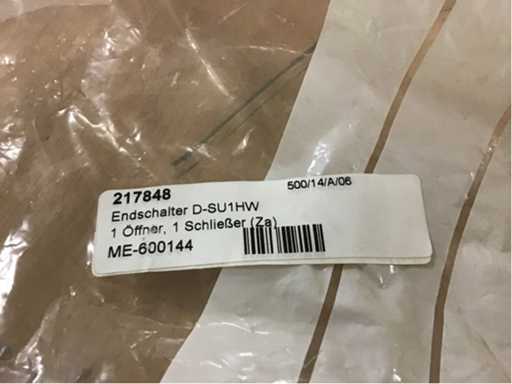 217848
500/14/A/06
Endschalter D-SU1HW
1 Öffner, 1 Schließer (Za)
ME-600144